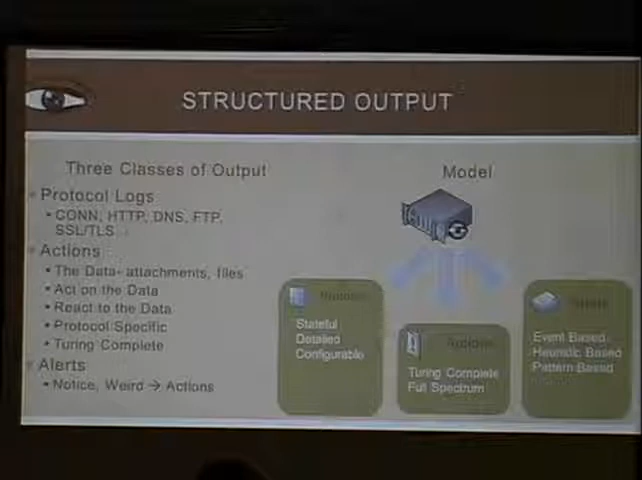 STRUCTURED OUTPUT
Three Classes of Output
Protocol Logs
CONN, HTTP, DNS, FTP,
SSL/TLS
Actions
The Data- attachments, files
Act on the Data
React to the Data
Protocol Specific
Turing Complete
Alerts
Notice, Weird → Actions
Model
Stateful
Detailed
Configurable
Actions
Turing Complete
Full Spectrum
Event Based
Heuristic Based
Pattern Based